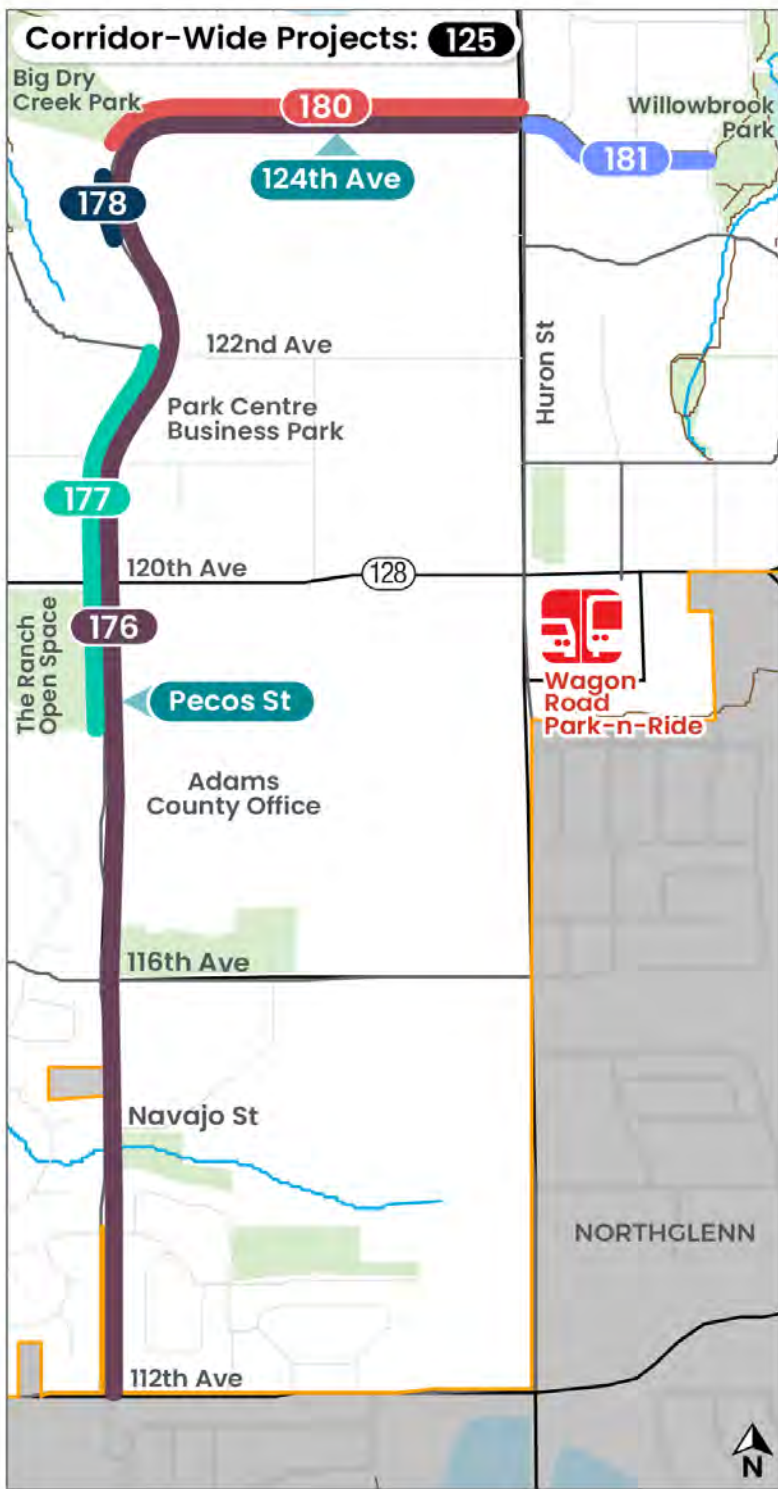 Corridor-Wide Projects: 125
Big Dry
Creek Park
180
Willowbrook
Park
181
124th Ave
178
122nd Ave
Huron St
Park Centre
Business Park
177
120th Ave
128
176
The Ranch
Open Space
Wagon
Road
Park-n-Ride
Pecos St
Adams
County Office
116th Ave
Navajo St
NORTHGLENN
112th Ave
N